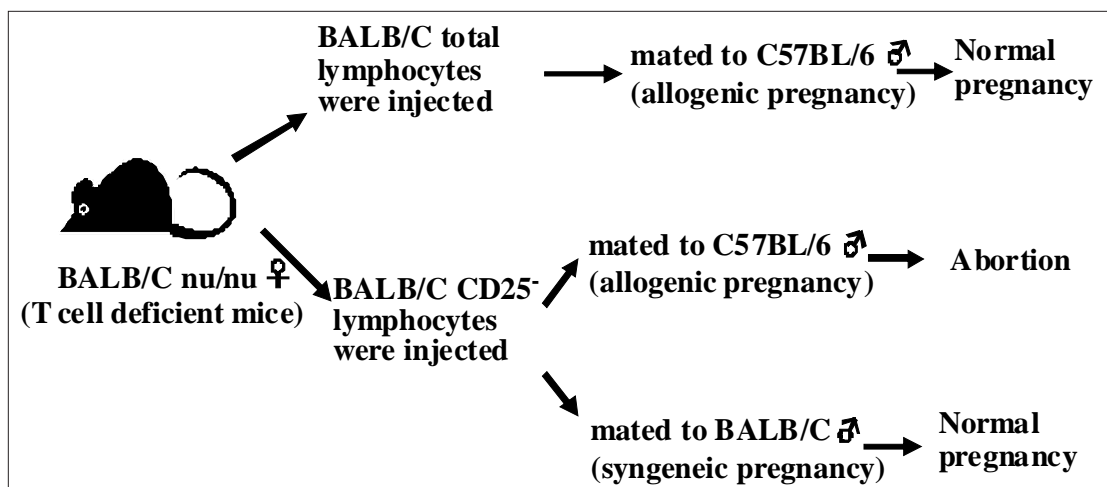 BALB/C total
lymphocytes
were injected
mated to C57BL/6 ♂
(allogenic pregnancy)
Normal
pregnancy
BALB/C nu/nu ♀
(T cell deficient mice)
BALB/C CD25⁻
lymphocytes
were injected
mated to C57BL/6 ♂
(allogenic pregnancy)
Abortion
mated to BALB/C ♂
(syngeneic pregnancy)
Normal
pregnancy